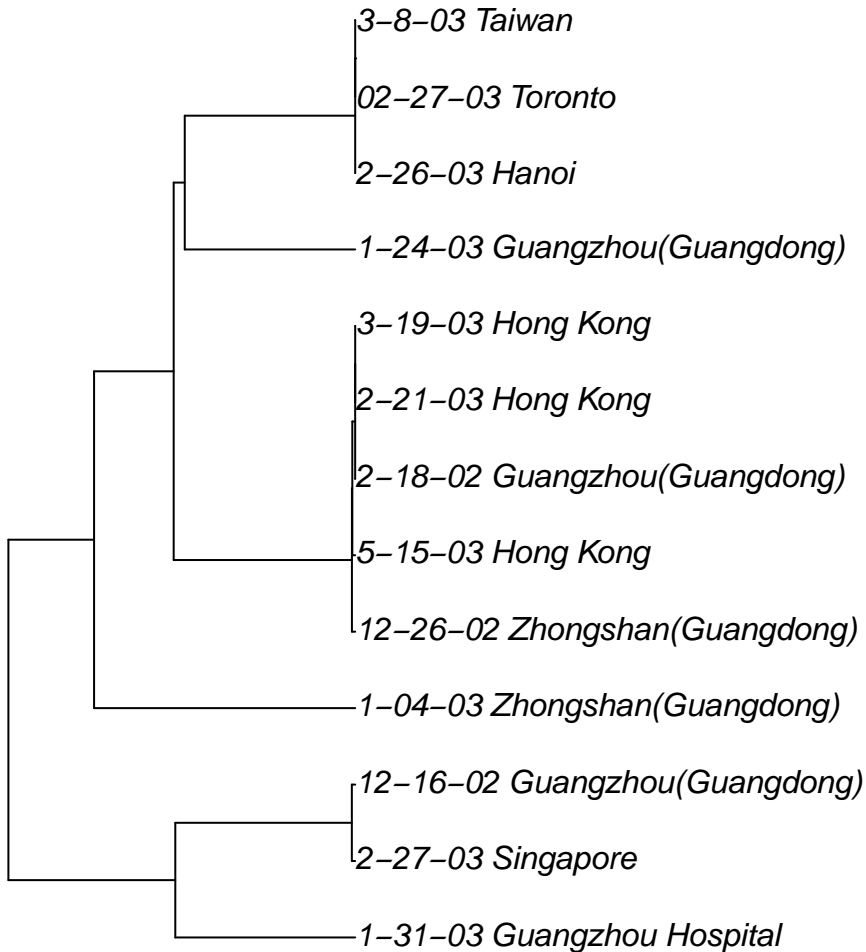 3−8−03 Taiwan
02−27−03 Toronto
2−26−03 Hanoi
1−24−03 Guangzhou(Guangdong)
3−19−03 Hong Kong
2−21−03 Hong Kong
2−18−02 Guangzhou(Guangdong)
5−15−03 Hong Kong
12−26−02 Zhongshan(Guangdong)
1−04−03 Zhongshan(Guangdong)
12−16−02 Guangzhou(Guangdong)
2−27−03 Singapore
1−31−03 Guangzhou Hospital